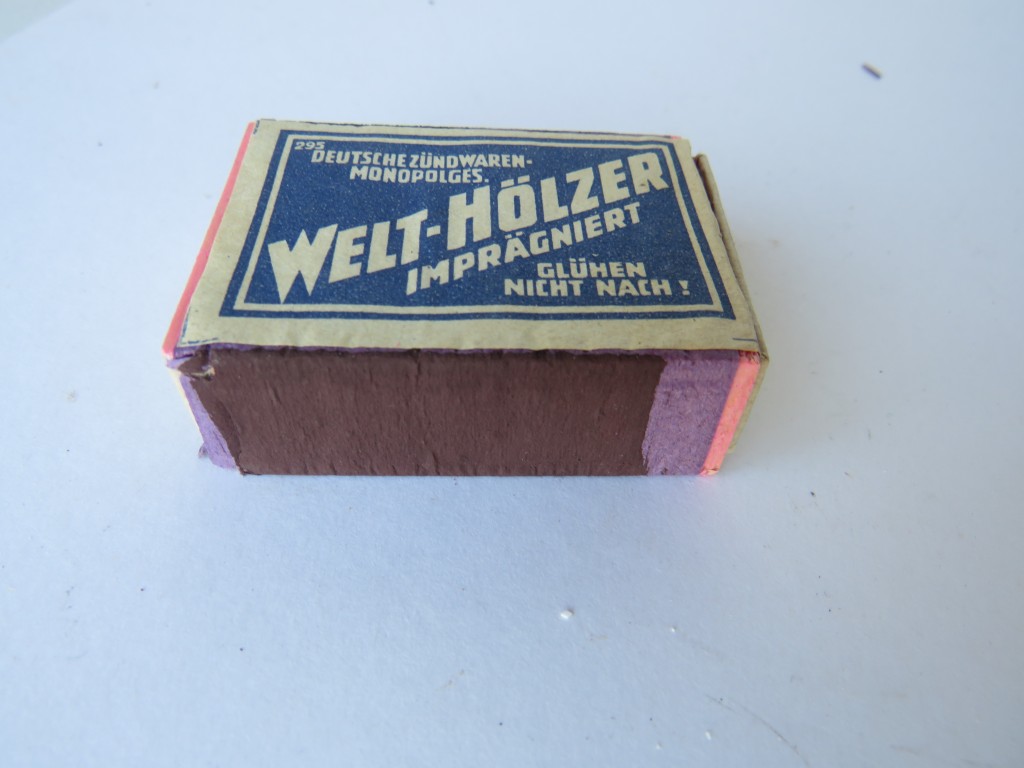 295
DEUTSCHE ZÜNDWAREN-
MONOPOLGES.
WELT-HÖLZER
IMPRÄGNIERT
GLÜHEN
NICHT NACH!